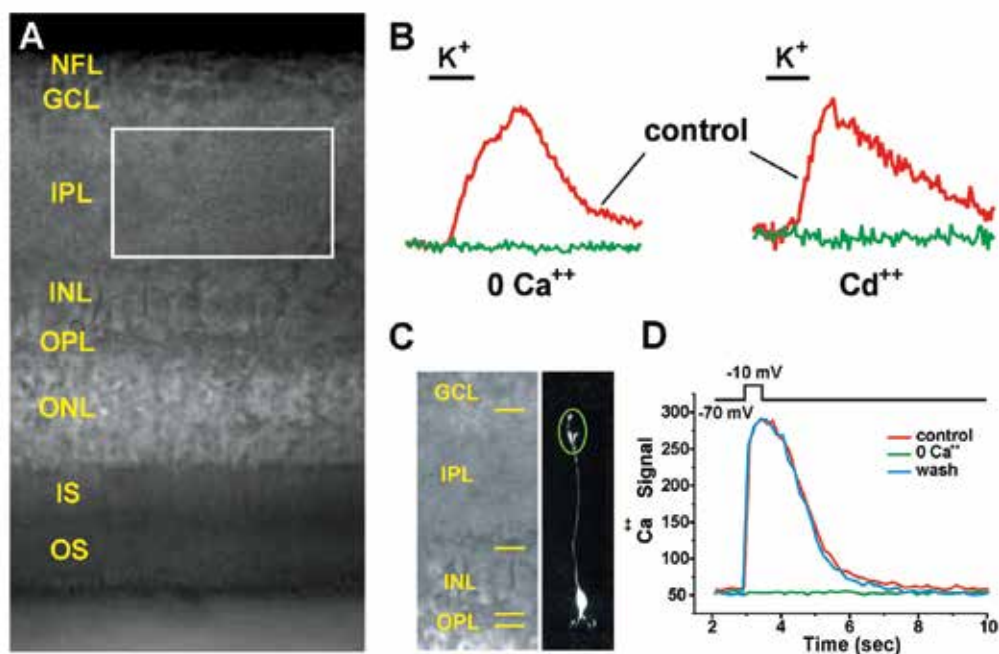 A
NFL
GCL
IPL
INL
OPL
ONL
IS
OS
B
K+
K+
control
0 Ca++
Cd++
C
GCL
IPL
INL
OPL
D
-10 mV
-70 mV
300
250
200
150
100
50
Ca++ Signal
control
0 Ca++
wash
2 4 6 8 10
Time (sec)